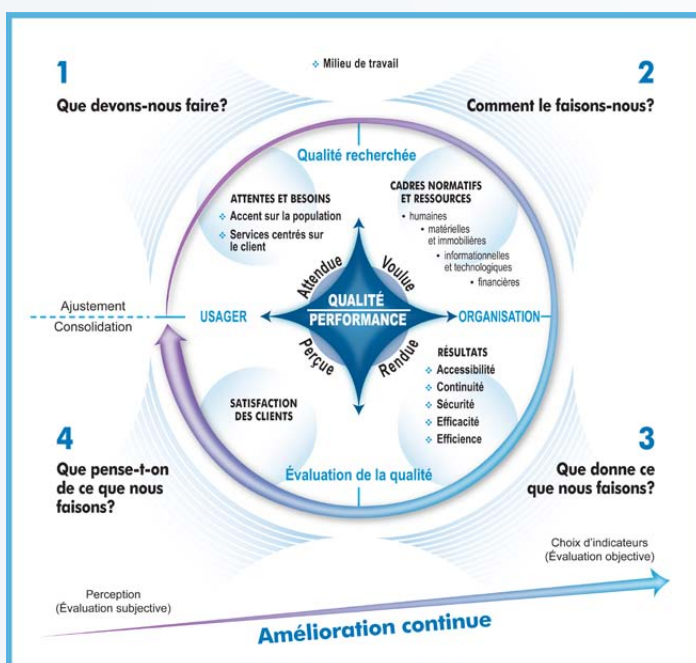 Milieu de travail
1
Que devons-nous faire?
2
Comment le faisons-nous?
Qualité recherchée
ATTENTES ET BESOINS
Accent sur la population
Services centrés sur
le client
CADRES NORMATIFS
ET RESSOURCES
• humaines
• matérielles
et immobilières
• informationnelles
et technologiques
• financières
Attendue
Voulue
Ajustement
Consolidation
USAGER
QUALITÉ
PERFORMANCE
ORGANISATION
Perçue
Rendue
SATISFACTION
DES CLIENTS
RÉSULTATS
Accessibilité
Continuité
Sécurité
Efficacité
Efficience
4
Que pense-t-on
de ce que nous
faisons?
Évaluation de la qualité
3
Que donne ce
que nous faisons?
Perception
(Évaluation subjective)
Choix d'indicateurs
(Évaluation objective)
Amélioration continue